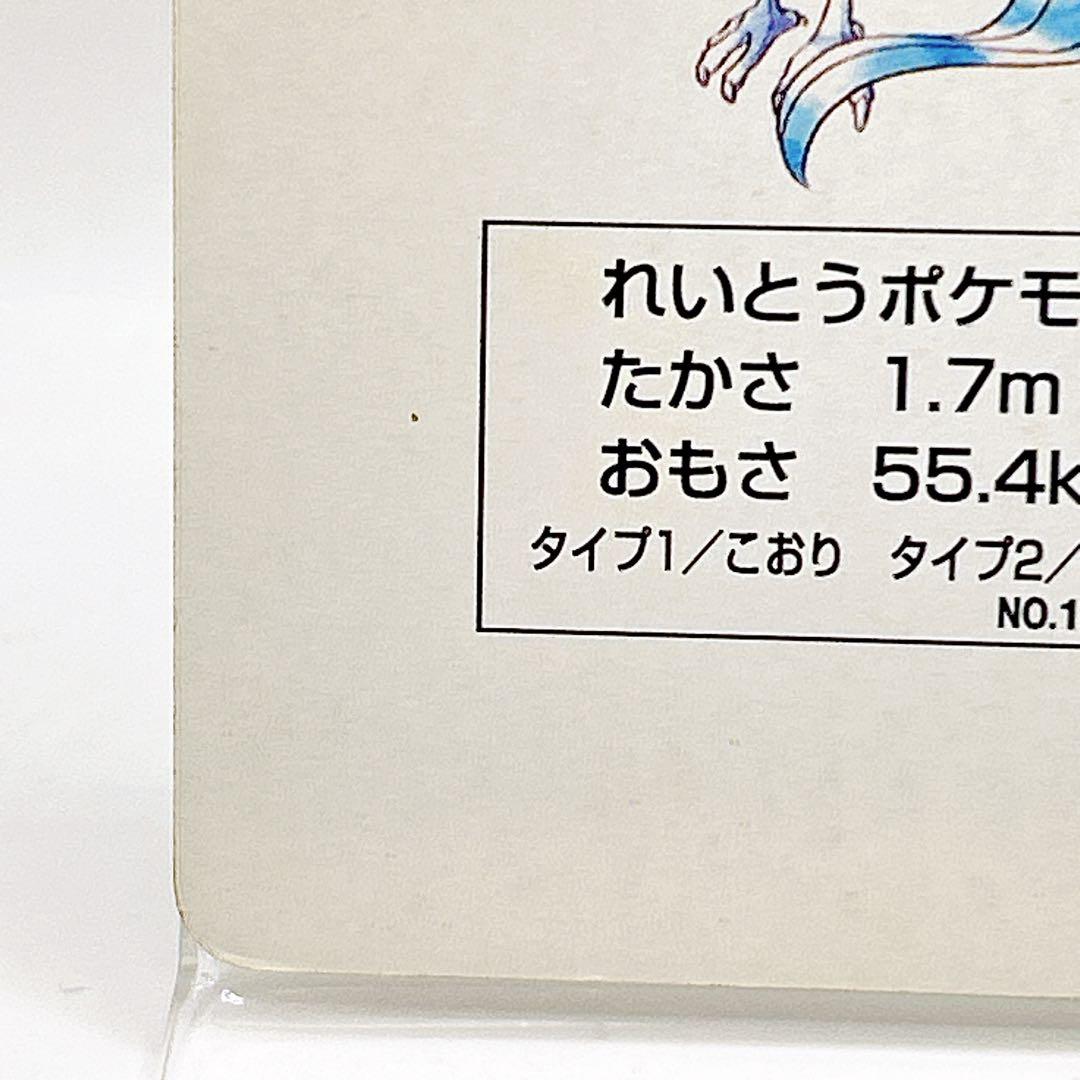 れいとうポケモ
たかさ 1.7m
おもさ 55.4k
タイプ1/こおり タイプ2/
NO.1